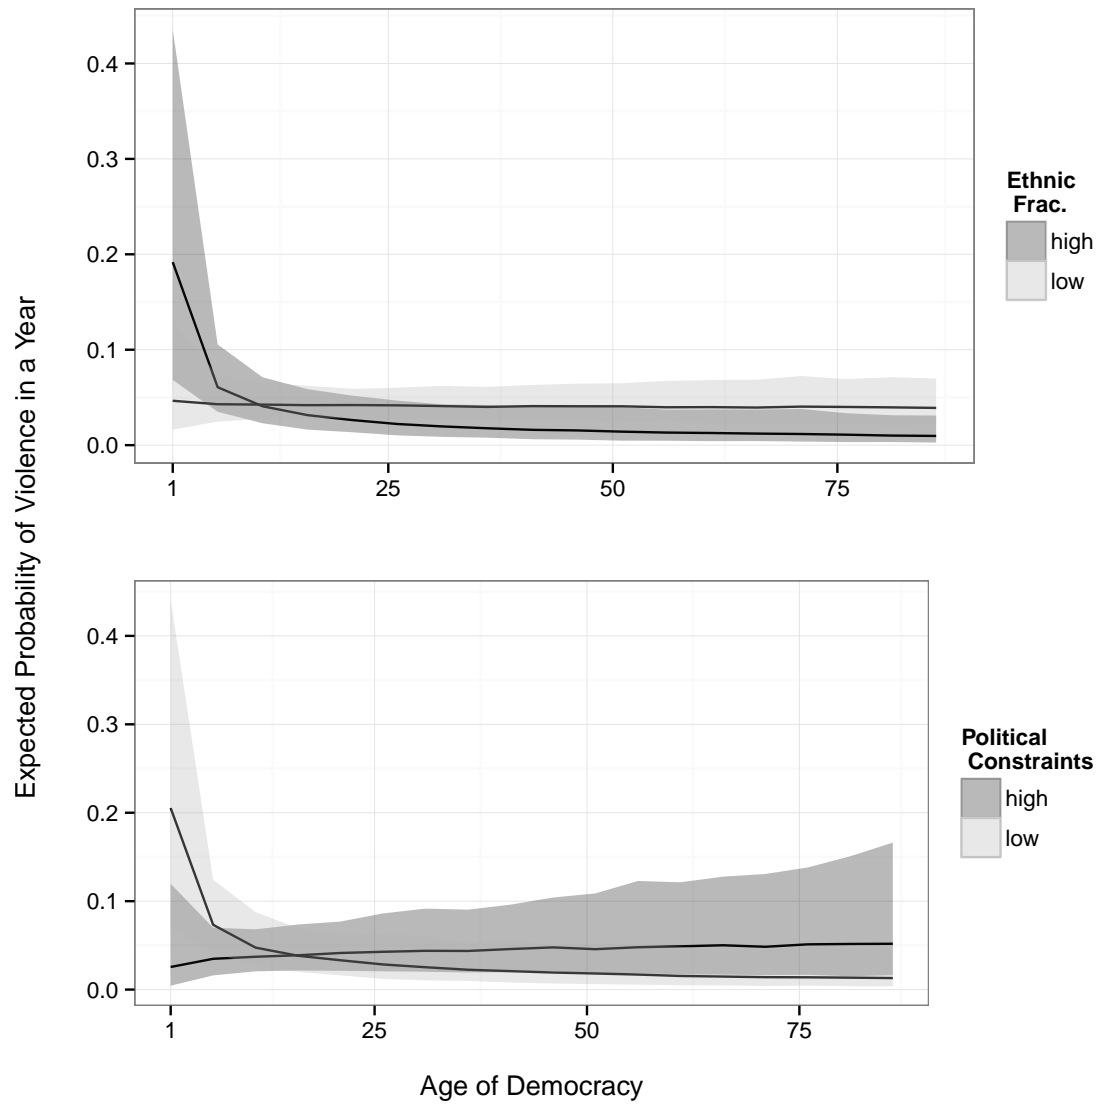 Expected Probability of Violence in a Year
0.4
0.3
0.2
0.1
0.0
1 25 50 75
Ethnic
Frac.
high
low
0.4
0.3
0.2
0.1
0.0
1 25 50 75
Political
Constraints
high
low
Age of Democracy